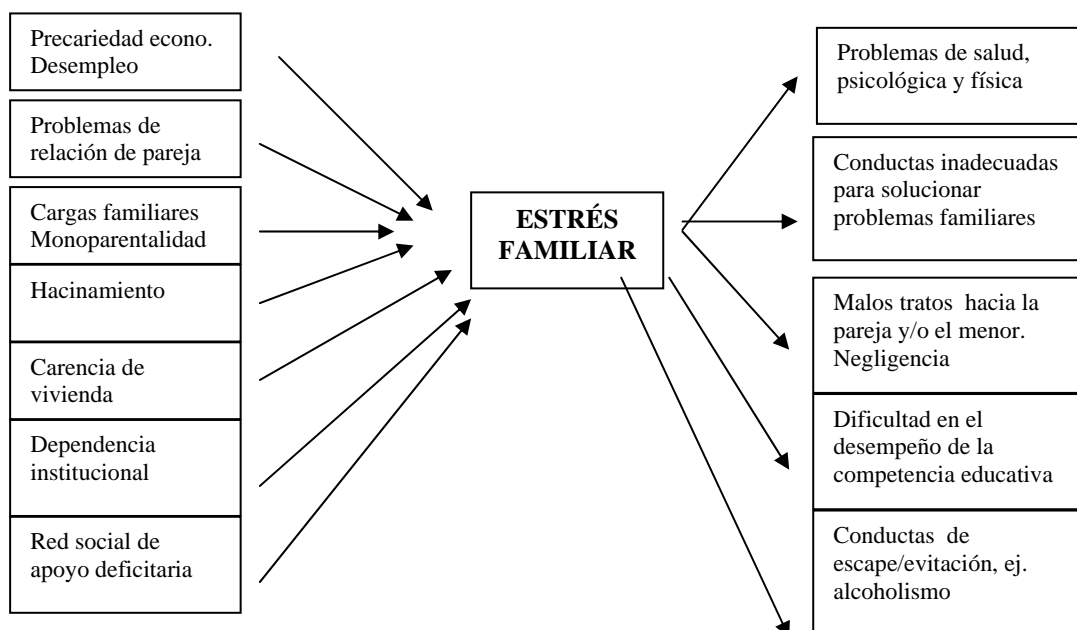 Precariedad econo.
Desempleo
Problemas de
relación de pareja
Cargas familiares
Monoparentalidad
Hacinamiento
Carencia de
vivienda
Dependencia
institucional
Red social de
apoyo deficitaria
ESTRÉS
FAMILIAR
Problemas de salud,
psicológica y física
Conductas inadecuadas
para solucionar
problemas familiares
Malos tratos  hacia la
pareja y/o el menor.
Negligencia
Dificultad en el
desempeño de la
competencia educativa
Conductas  de
escape/evitación, ej.
alcoholismo